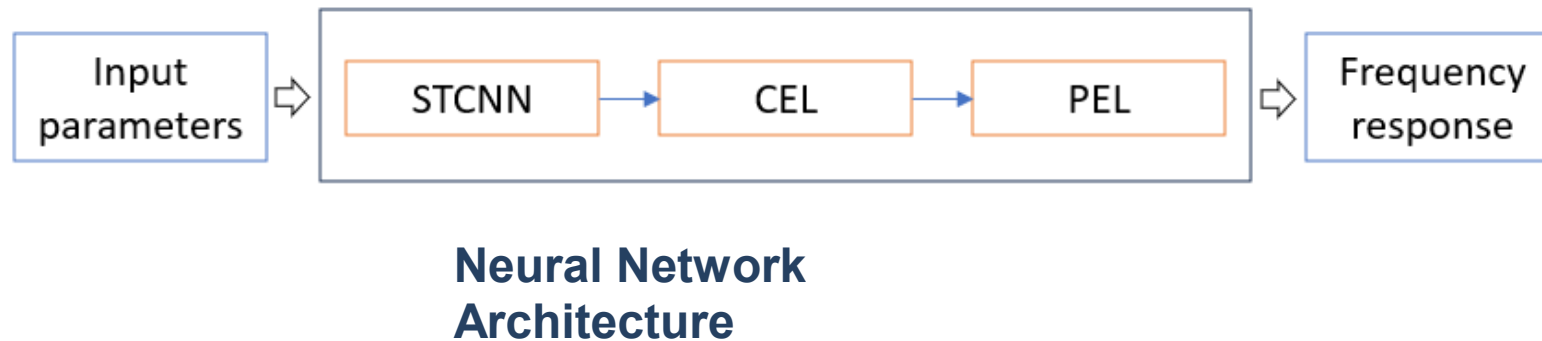 Input
parameters
STCNN
CEL
PEL
Frequency
response
Neural Network
Architecture